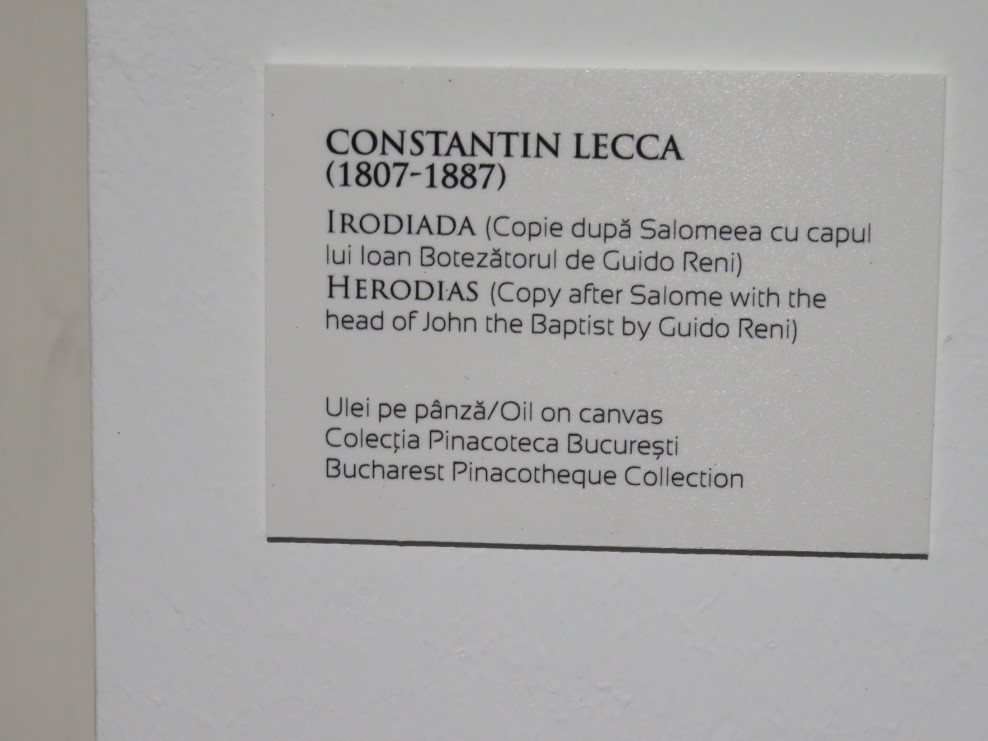 CONSTANTIN LECCA
(1807-1887)
IRODIADA (Copie după Salomeea cu capul
lui Ioan Botezătorul de Guido Reni)
HERODIAS (Copy after Salome with the
head of John the Baptist by Guido Reni)
Ulei pe pânză/Oil on canvas
Colecția Pinacoteca București
Bucharest Pinacotheque Collection